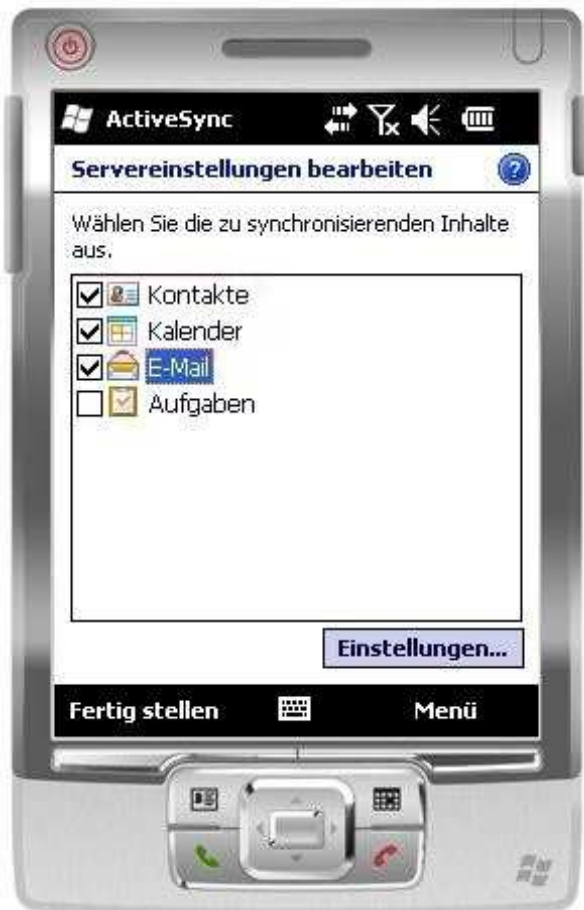 ActiveSync
Servereinstellungen bearbeiten
Wählen Sie die zu synchronisierenden Inhalte
aus.
Kontakte
Kalender
E-Mail
Aufgaben
Einstellungen...
Fertig stellen Menü